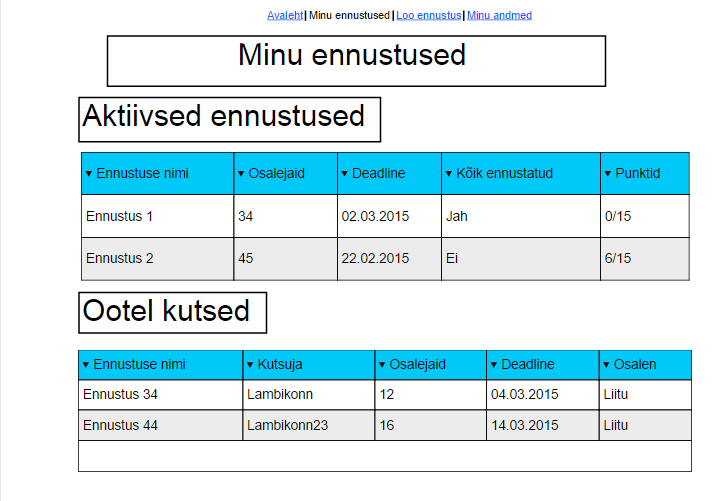 Avaleht| Minu ennustused |Loo ennustus| Minu andmed
Minu ennustused
Aktiivsed ennustused
▼ Ennustuse nimi ▼ Osalejaid ▼ Deadline ▼ Kõik ennustatud ▼ Punktid
Ennustus 1 34 02.03.2015 Jah 0/15
Ennustus 2 45 22.02.2015 Ei 6/15
Ootel kutsed
▼ Ennustuse nimi ▼ Kutsuja ▼ Osalejaid ▼ Deadline ▼ Osalen
Ennustus 34 Lambikonn 12 04.03.2015 Liitu
Ennustus 44 Lambikonn23 16 14.03.2015 Liitu